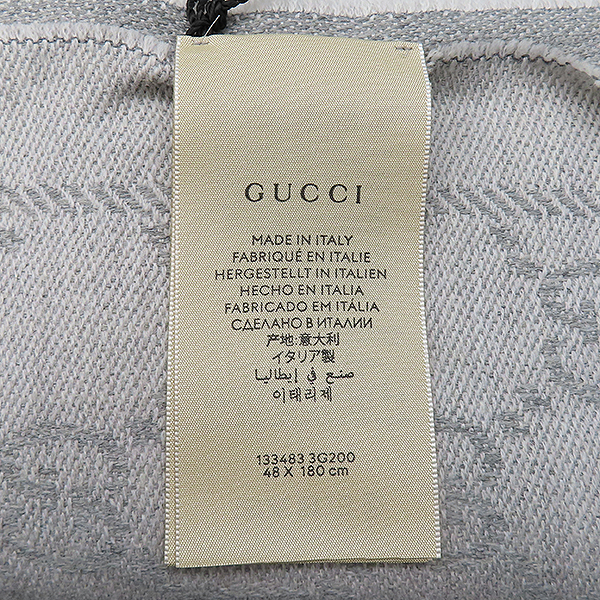 GUCCI
MADE IN ITALY
FABRIQUÉ EN ITALIE
HERGESTELLT IN ITALIEN
HECHO EN ITALIA
FABRICADO EM ITÁLIA
СДЕЛАНО В ИТАЛИИ
产地:意大利
イタリア製
صنع في إيطاليا
이태리제
133483 3G200
48 X 180 cm